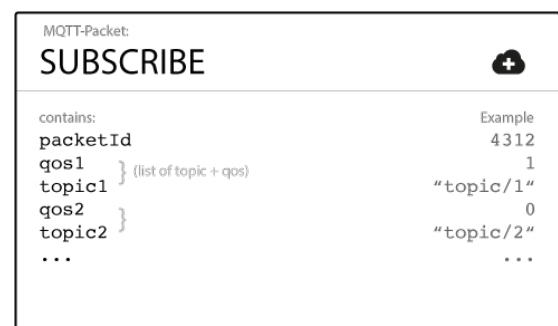 MQTT-Packet:
SUBSCRIBE
contains: Example
packetId 4312
qos1 } (list of topic + qos) 1
topic1 "topic/1"
qos2 } 0
topic2 "topic/2"
... ...